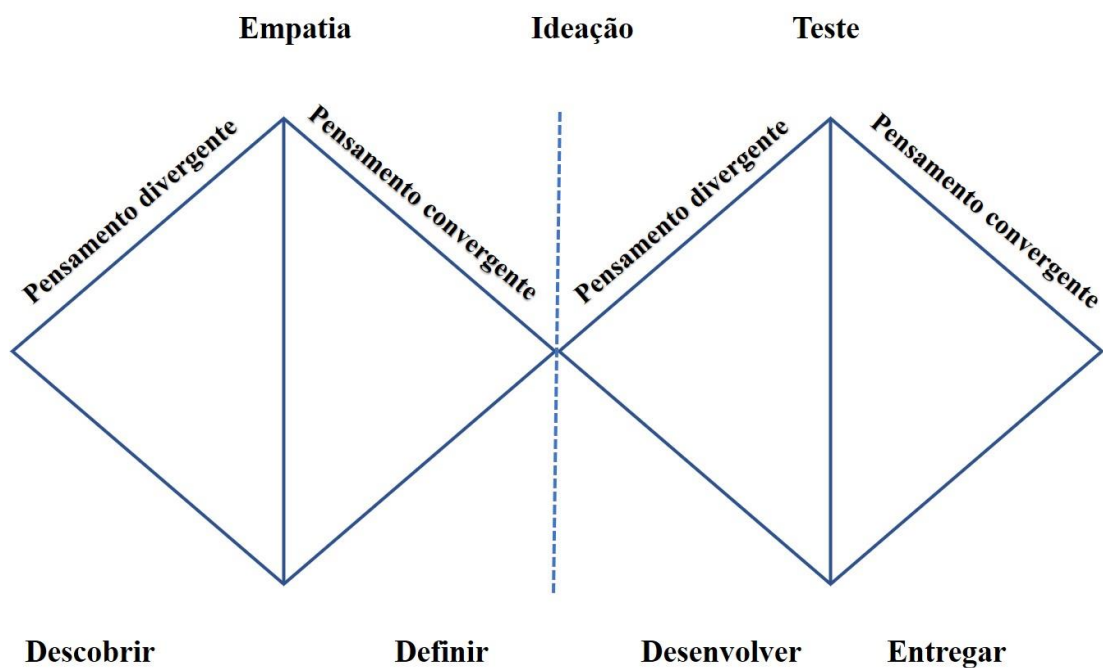 Empatia Ideação Teste
Pensamento divergente
Pensamento convergente
Pensamento divergente
Pensamento convergente
Descobrir Definir Desenvolver Entregar